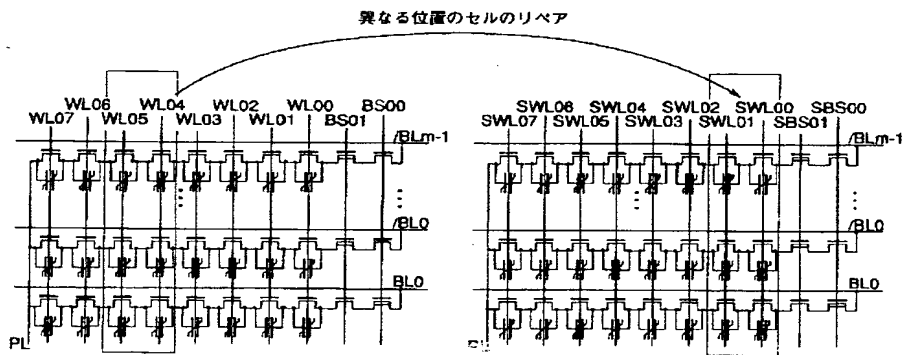 異なる位置のセルのリペア
WL06 WL04 WL02 WL00 BS00
WL07 WL05 WL03 WL01 BS01
/BLm-1
/BL0
BL0
PL
SWL06 SWL04 SWL02 SWL00 SBS00
SWL07 SWL05 SWL03 SWL01 SBS01
/BLm-1
/BL0
BL0